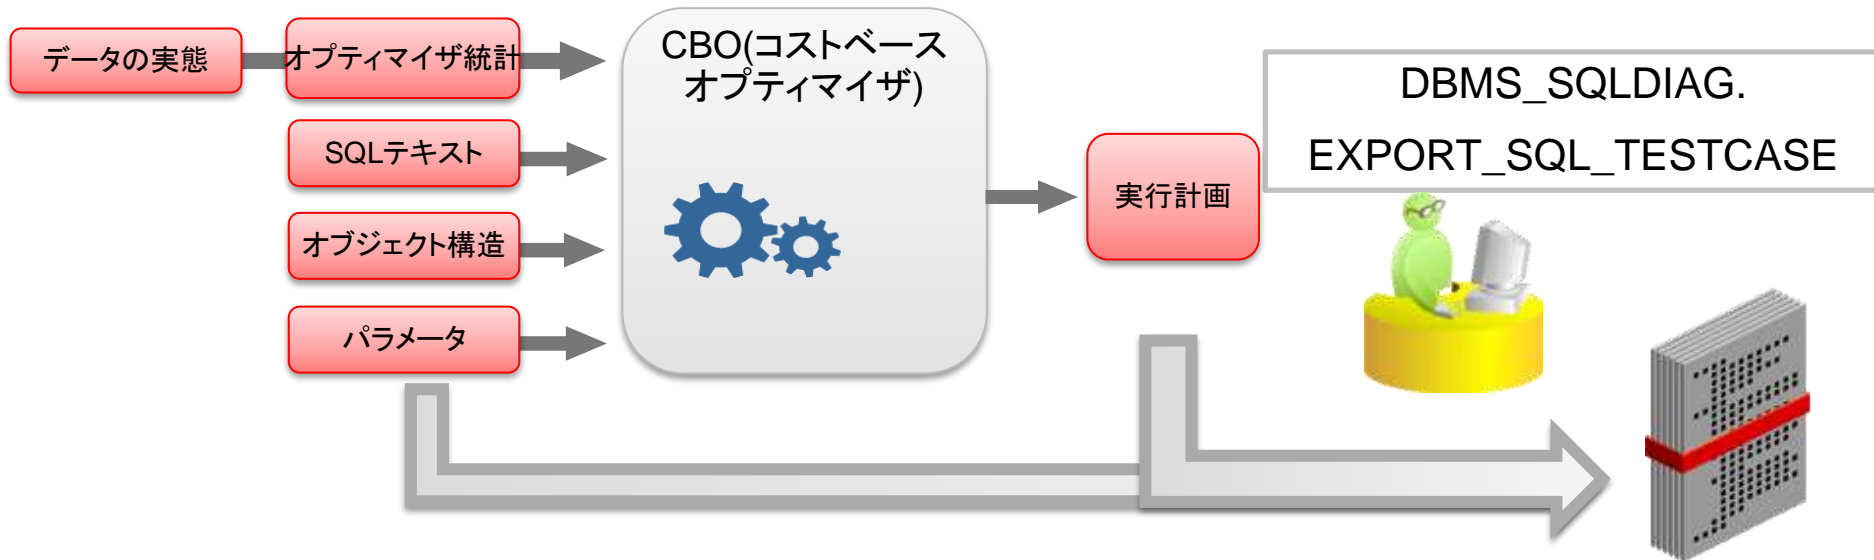 データの実態
オプティマイザ統計
SQLテキスト
オブジェクト構造
パラメータ
CBO(コストベース
オプティマイザ)
実行計画
DBMS_SQLDIAG.
EXPORT_SQL_TESTCASE